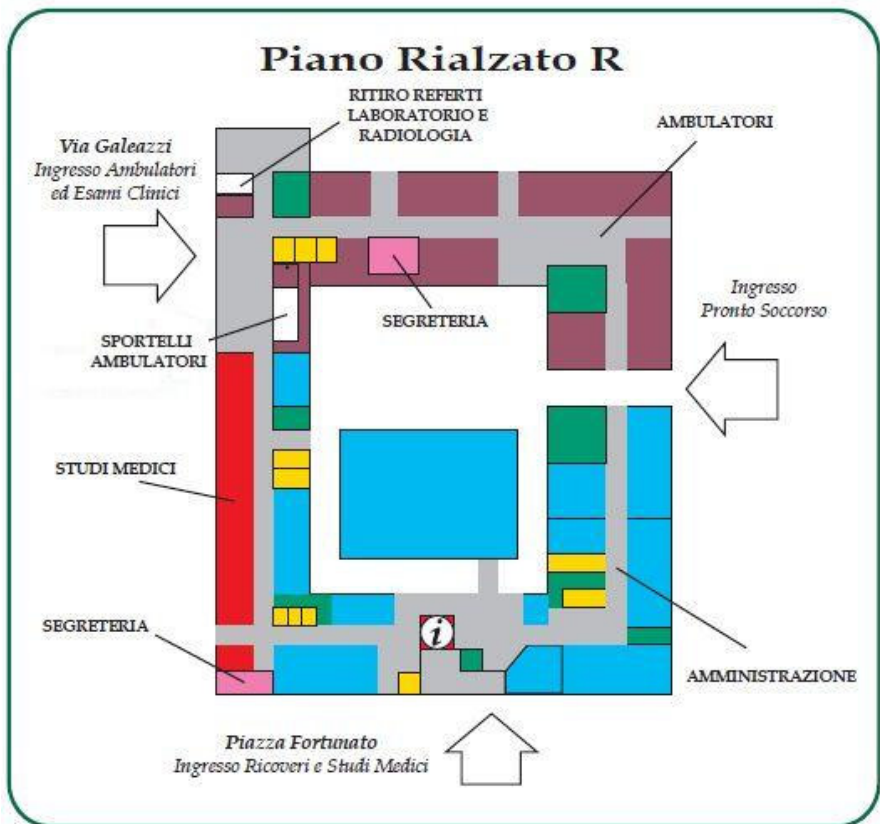 Piano Rialzato R
RITIRO REFERTI
LABORATORIO E
RADIOLOGIA
AMBULATORI
Via Galeazzi
Ingresso Ambulatori
ed Esami Clinici
Ingresso
Pronto Soccorso
SEGRETERIA
SPORTELLI
AMBULATORI
STUDI MEDICI
SEGRETERIA
i
AMMINISTRAZIONE
Piazza Fortunato
Ingresso Ricoveri e Studi Medici